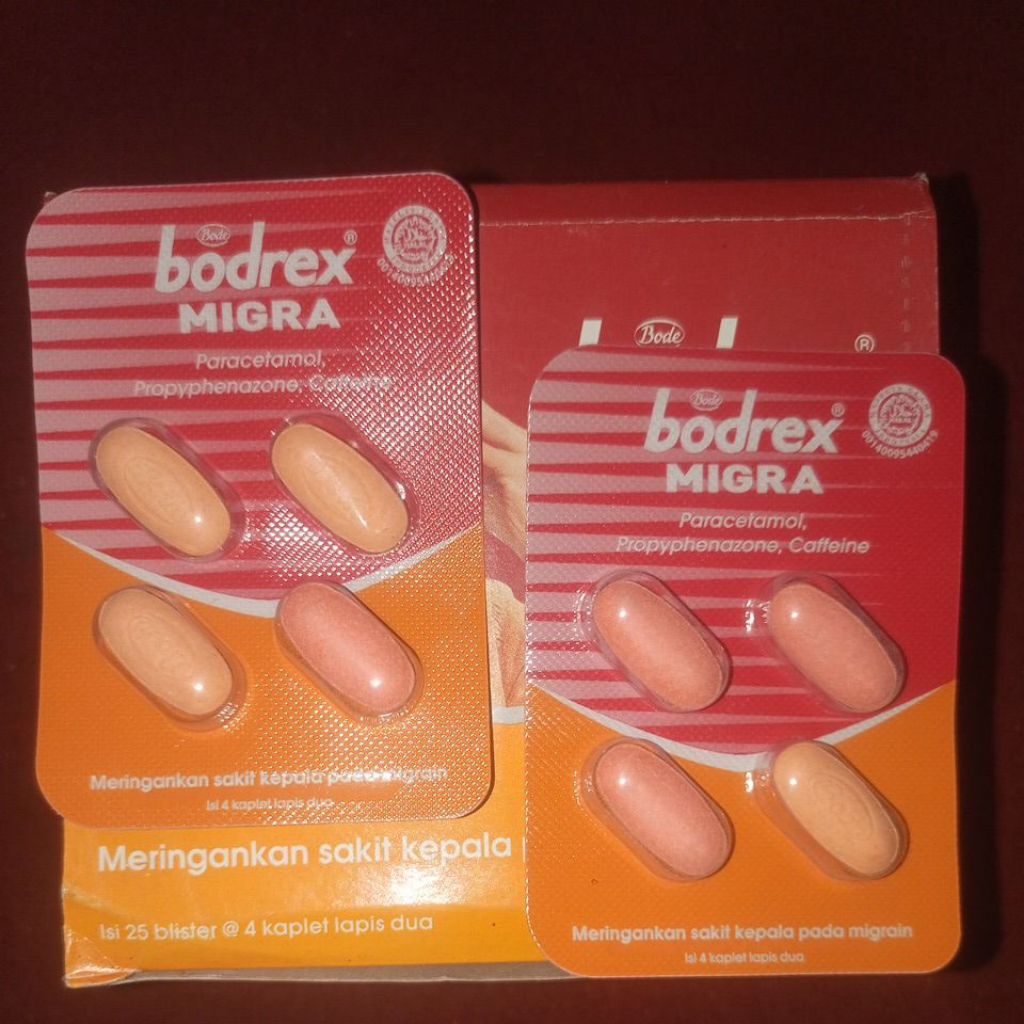 Bode
bodrex®
MIGRA
Paracetamol,
Propyphenazone, Caffeine
Meringankan sakit kepala pada migrain
Isi 4 kaplet lapis dua
Bode
®
Bode
bodrex®
MIGRA
00140095440419
Paracetamol,
Propyphenazone, Caffeine
Meringankan sakit kepala pada migrain
Isi 4 kaplet lapis dua
Meringankan sakit kepala
Isi 25 blister @ 4 kaplet lapis dua